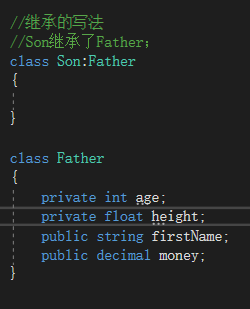 //继承的写法
//Son继承了Father;
class Son:Father
{
}
class Father
{
private int age;
private float height;
public string firstName;
public decimal money;
}